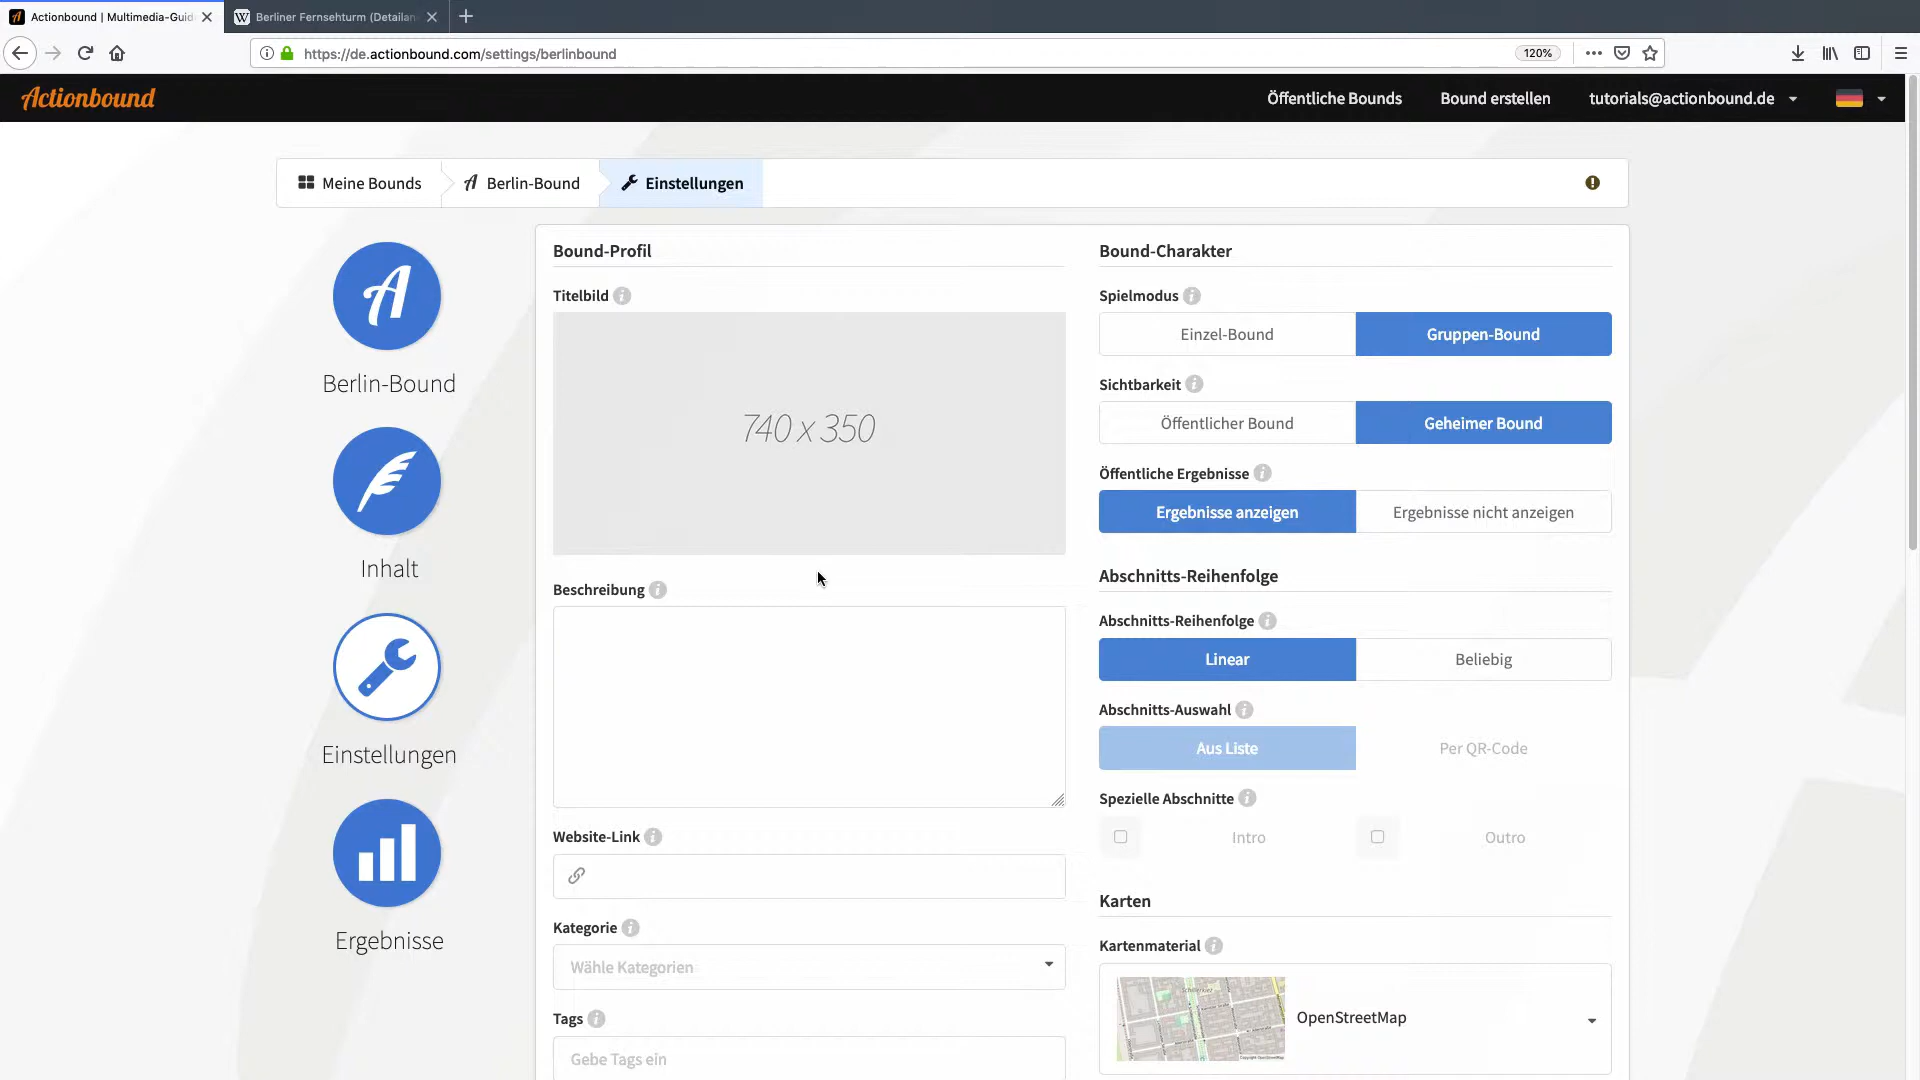 Actionbound | Multimedia-Guid
Berliner Fernsehturm (Detailan
https://de.actionbound.com/settings/berlinbound
120%
Actionbound
Öffentliche Bounds
Bound erstellen
tutorials@actionbound.de
Meine Bounds
Berlin-Bound
Einstellungen
Berlin-Bound
Inhalt
Einstellungen
Ergebnisse
Bound-Profil
Titelbild
740 x 350
Beschreibung
Website-Link
Kategorie
Wähle Kategorien
Tags
Gebe Tags ein
Bound-Charakter
Spielmodus
Einzel-Bound
Gruppen-Bound
Sichtbarkeit
Öffentlicher Bound
Geheimer Bound
Öffentliche Ergebnisse
Ergebnisse anzeigen
Ergebnisse nicht anzeigen
Abschnitts-Reihenfolge
Abschnitts-Reihenfolge
Linear
Beliebig
Abschnitts-Auswahl
Aus Liste
Per QR-Code
Spezielle Abschnitte
Intro
Outro
Karten
Kartenmaterial
OpenStreetMap